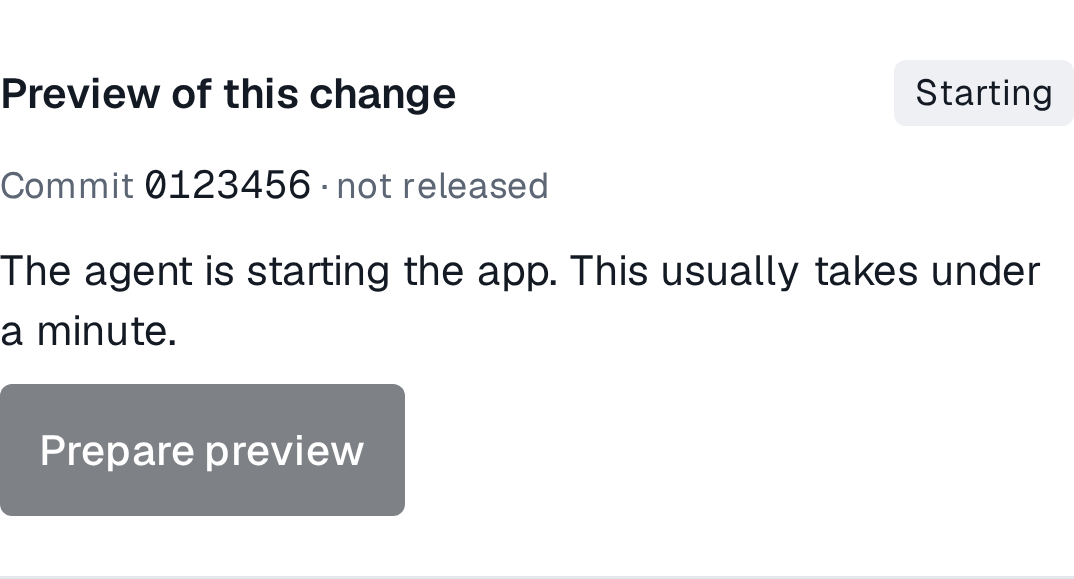 Preview of this change
Starting
Commit 0123456 · not released
The agent is starting the app. This usually takes under
a minute.
Prepare preview